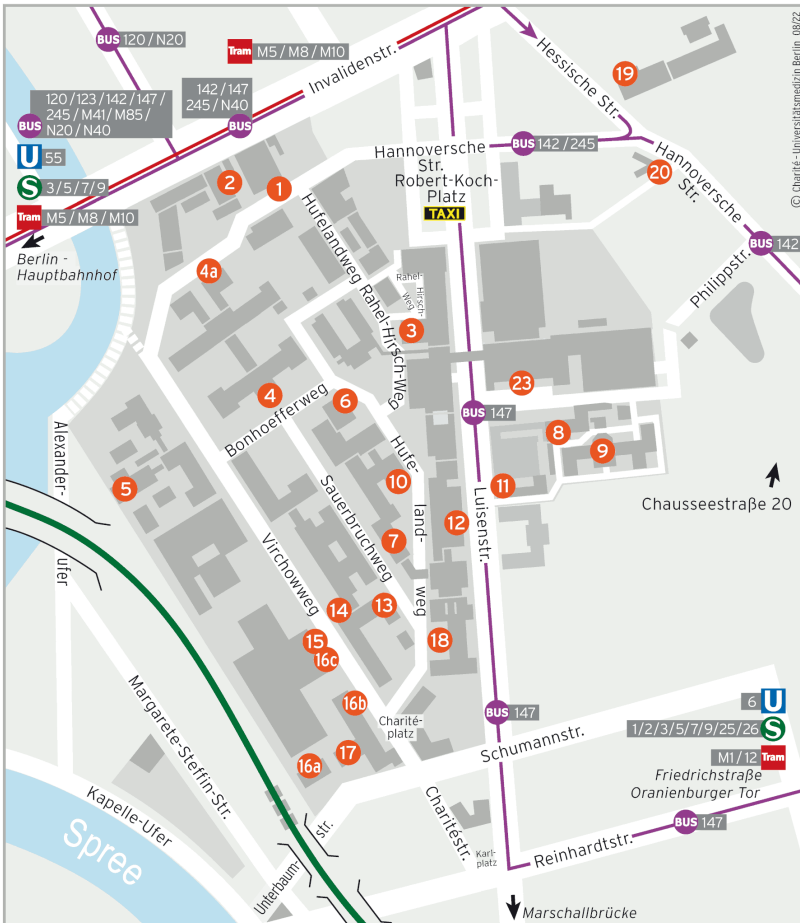 BUS 120 / N20
Tram M5 / M8 / M10
Invalidenstr.
120 / 123 / 142 / 147 /
245 / M41 / M85 /
BUS N20 / N40
142 / 147
245 / N40
BUS
U 55
S 3/5/7/9
Tram M5 / M8 / M10
Berlin -
Hauptbahnhof
Hessische Str.
19
© Charité - Universitätsmedizin Berlin 08/22
Hannoversche
Str.
Robert-Koch-
Platz
TAXI
BUS 142 / 245
Hannoversche
Str.
20
BUS 142
Philippstr.
2
1
4a
Hufelandweg
Rahel-Hirsch-Weg
Rahel-
Hirsch-
Weg
3
23
4
6
Bonhoefferweg
BUS 147
8
9
Alexander-
ufer
5
Hufe-
land-
weg
10
11
12
Luisenstr.
Chausseestraße 20
Sauerbruchweg
7
Virchowweg
14
13
15
16c
18
16b
Charité-
platz
17
16a
BUS 147
Schumannstr.
6 U
1/2/3/5/7/9/25/26 S
M1 / 12 Tram
Friedrichstraße
Oranienburger Tor
Margarete-Steffin-Str.
Kapelle-Ufer
Spree
Unterbaum-
str.
Charitéstr.
Karl-
platz
Reinhardtstr.
BUS 147
Marschallbrücke